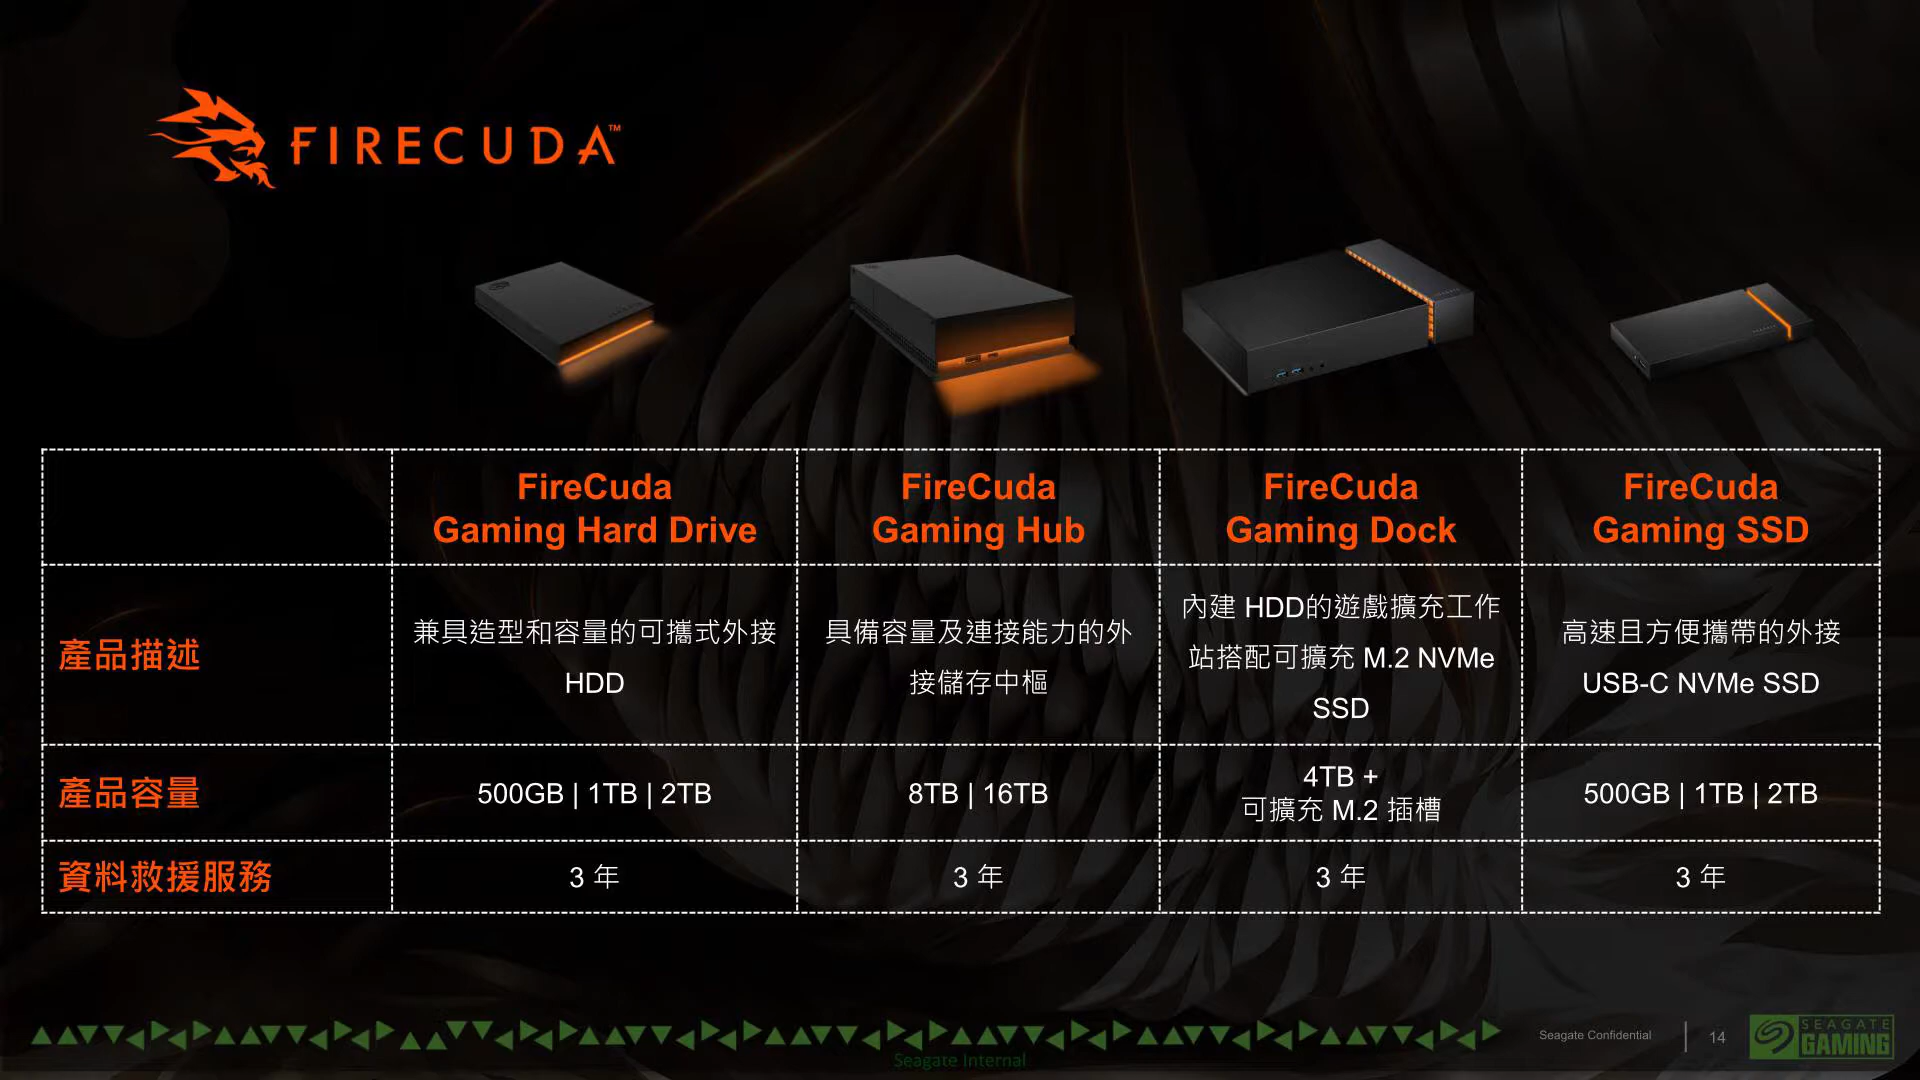 FIRECUDA™
FireCuda
Gaming Hard Drive
FireCuda
Gaming Hub
FireCuda
Gaming Dock
FireCuda
Gaming SSD
產品描述
兼具造型和容量的可攜式外接
HDD
具備容量及連接能力的外
接儲存中樞
內建 HDD的遊戲擴充工作
站搭配可擴充 M.2 NVMe
SSD
高速且方便攜帶的外接
USB-C NVMe SSD
產品容量
500GB | 1TB | 2TB
8TB | 16TB
4TB +
可擴充 M.2 插槽
500GB | 1TB | 2TB
資料救援服務
3 年
3 年
3 年
3 年
Seagate Confidential
14
SEAGATE
GAMING
Seagate Internal